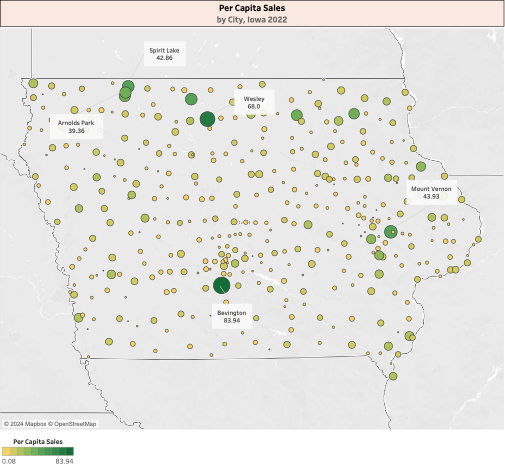 Per Capita Sales
by City, Iowa 2022
Spirit Lake
42.86
Wesley
68.0
Arnolds Park
39.36
Mount Vernon
43.93
Bevington
83.94
© 2024 Mapbox © OpenStreetMap
Per Capita Sales
0.08 83.94